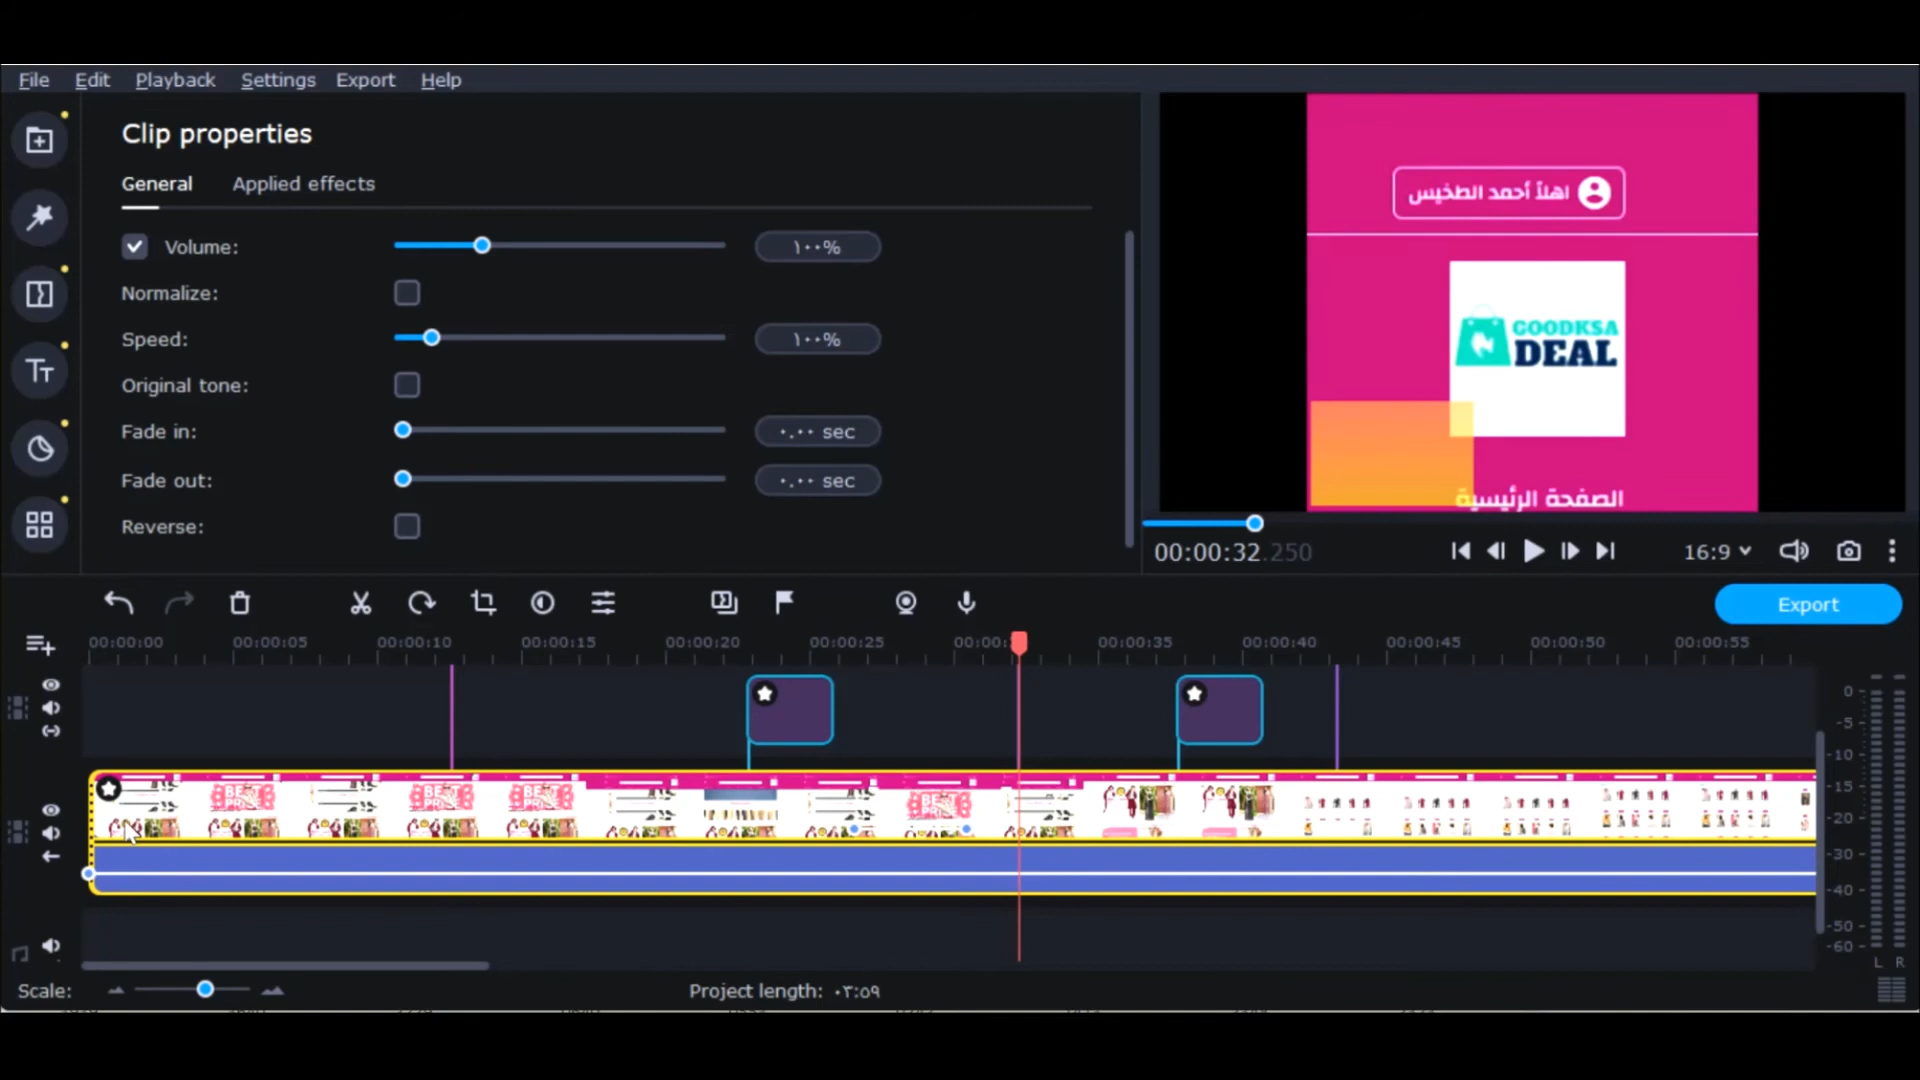 File Edit Playback Settings Export Help
Clip properties
General Applied effects
Volume: ١٠٠%
Normalize:
Speed: ١٠٠%
Original tone:
Fade in: ٠.٠٠ sec
Fade out: ٠.٠٠ sec
Reverse:
اهلاً أحمد الطخيس
GOODKSA
DEAL
الصفحة الرئيسية
00:00:32.250
16:9
Export
00:00:00 00:00:05 00:00:10 00:00:15 00:00:20 00:00:25 00:00: 00:00:35 00:00:40 00:00:45 00:00:50 00:00:55
0
-5
-10
-15
-20
-30
-40
-50
-60
L R
BEST
Scale:
Project length: ٠٣:٥٩